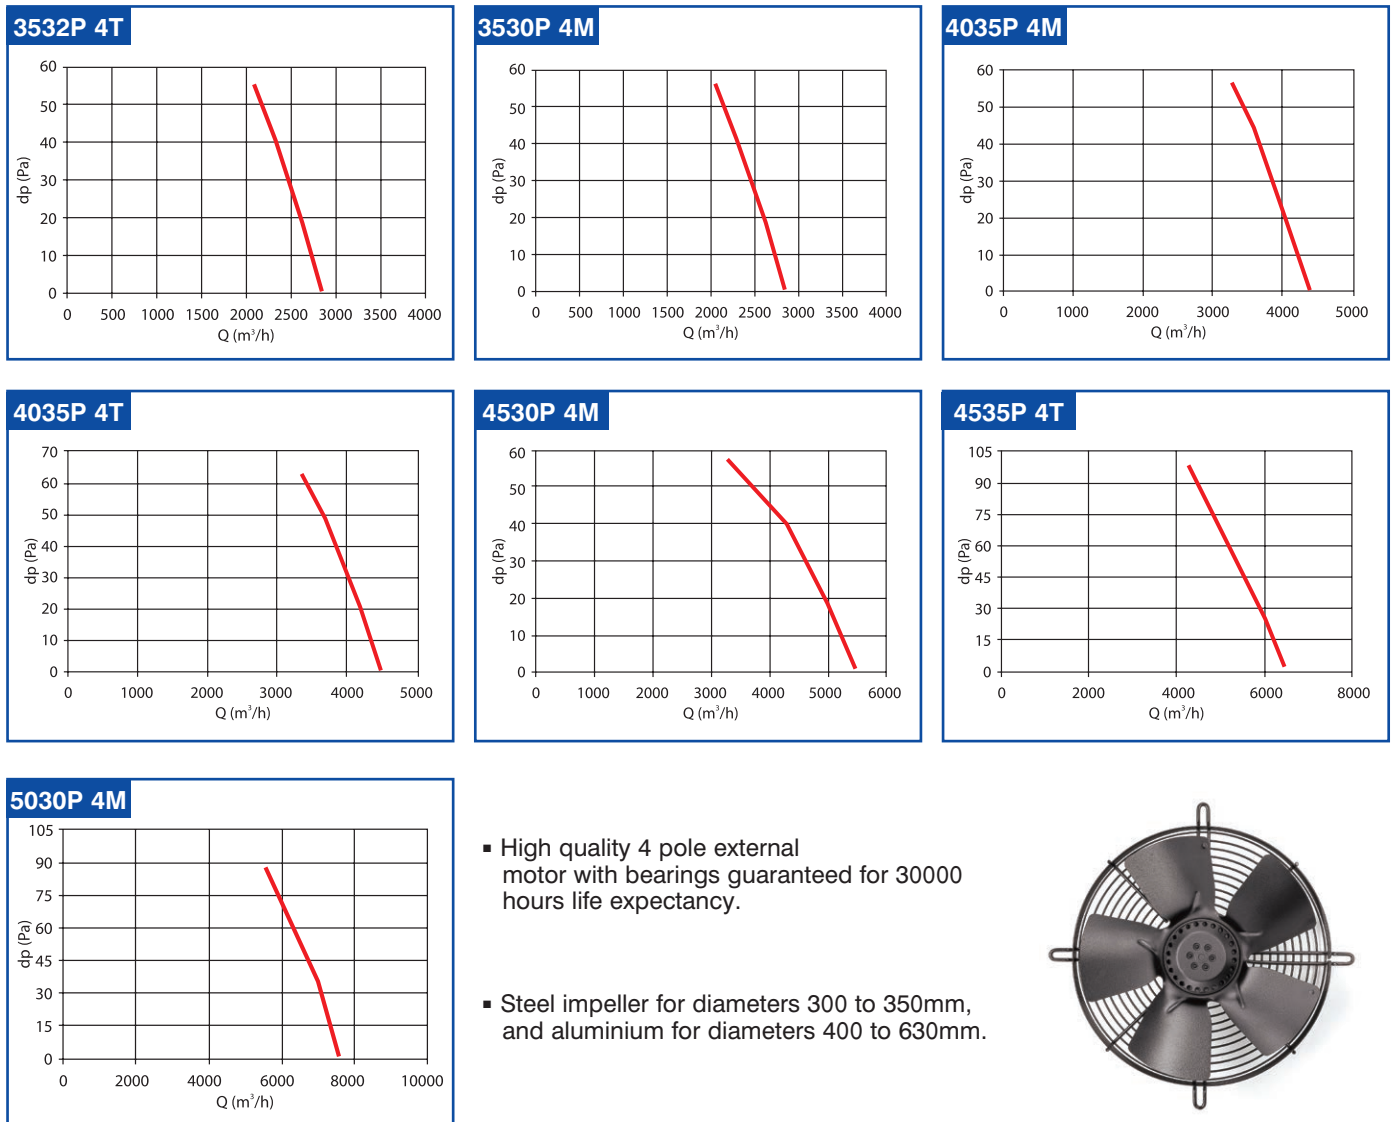 3532P 4T
60
50
40
30
20
10
0
dp (Pa)
0 500 1000 1500 2000 2500 3000 3500 4000
Q (m³/h)
3530P 4M
60
50
40
30
20
10
0
dp (Pa)
0 500 1000 1500 2000 2500 3000 3500 4000
Q (m³/h)
4035P 4M
60
50
40
30
20
10
0
dp (Pa)
0 1000 2000 3000 4000 5000
Q (m³/h)
4035P 4T
70
60
50
40
30
20
10
0
dp (Pa)
0 1000 2000 3000 4000 5000
Q (m³/h)
4530P 4M
60
50
40
30
20
10
0
dp (Pa)
0 1000 2000 3000 4000 5000 6000
Q (m³/h)
4535P 4T
105
90
75
60
45
30
15
0
dp (Pa)
0 2000 4000 6000 8000
Q (m³/h)
5030P 4M
105
90
75
60
45
30
15
0
dp (Pa)
0 2000 4000 6000 8000 10000
Q (m³/h)
▪ High quality 4 pole external
motor with bearings guaranteed for 30000
hours life expectancy.
▪ Steel impeller for diameters 300 to 350mm,
and aluminium for diameters 400 to 630mm.